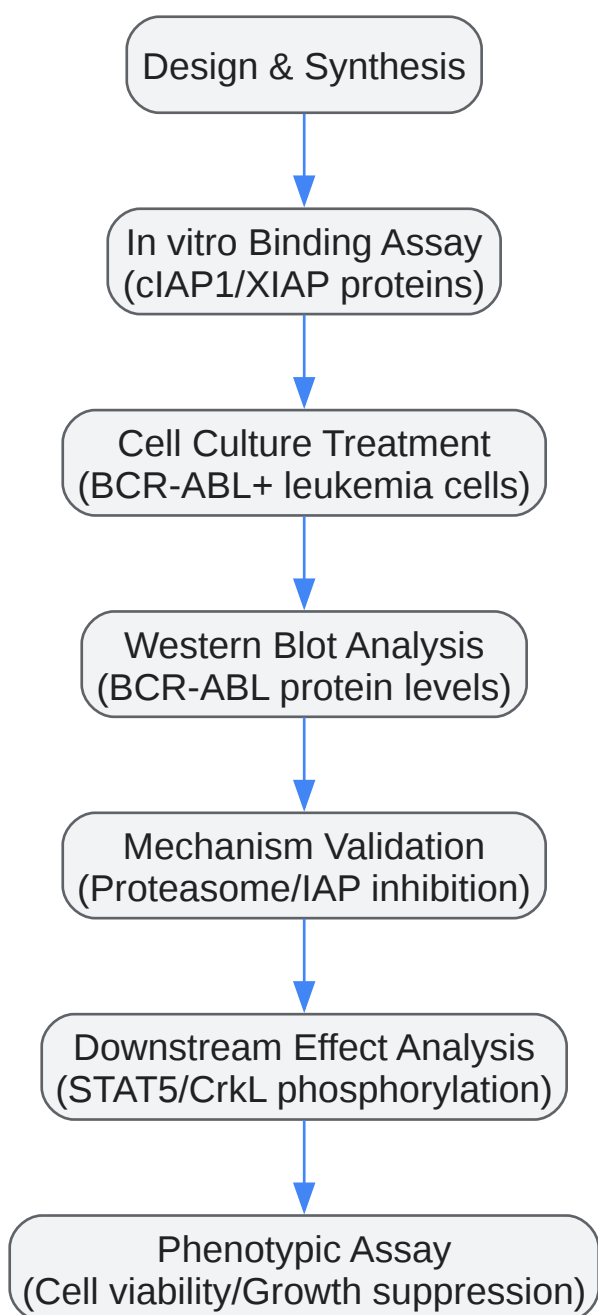 Design & Synthesis
In vitro Binding Assay
(cIAP1/XIAP proteins)
Cell Culture Treatment
(BCR-ABL+ leukemia cells)
Western Blot Analysis
(BCR-ABL protein levels)
Mechanism Validation
(Proteasome/IAP inhibition)
Downstream Effect Analysis
(STAT5/CrkL phosphorylation)
Phenotypic Assay
(Cell viability/Growth suppression)